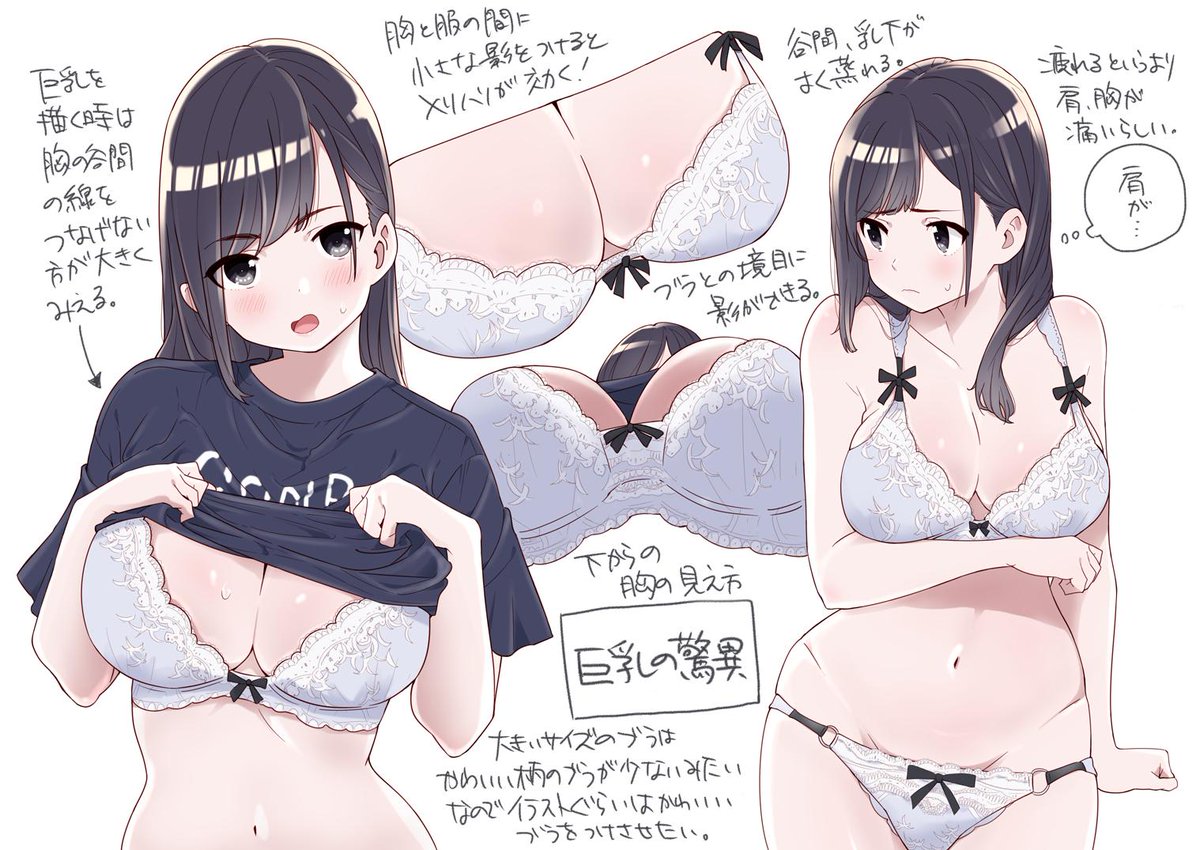 巨乳を
描く時は
胸の谷間
の線を
つなげない
方が大きく
みえる。
胸と服の間に
小さな影をつけると
メリハリが効く!
谷間、乳下が
よく蒸れる。
疲れるというより
肩、胸が
痛いらしい。
肩が…
ブラとの境目に
影ができる。
下からの
胸の見え方
巨乳の驚異
大きいサイズのブラは
かわいい柄のブラが少ないみたい
なのでイラストぐらいはかわいい
ブラをつけさせたい。